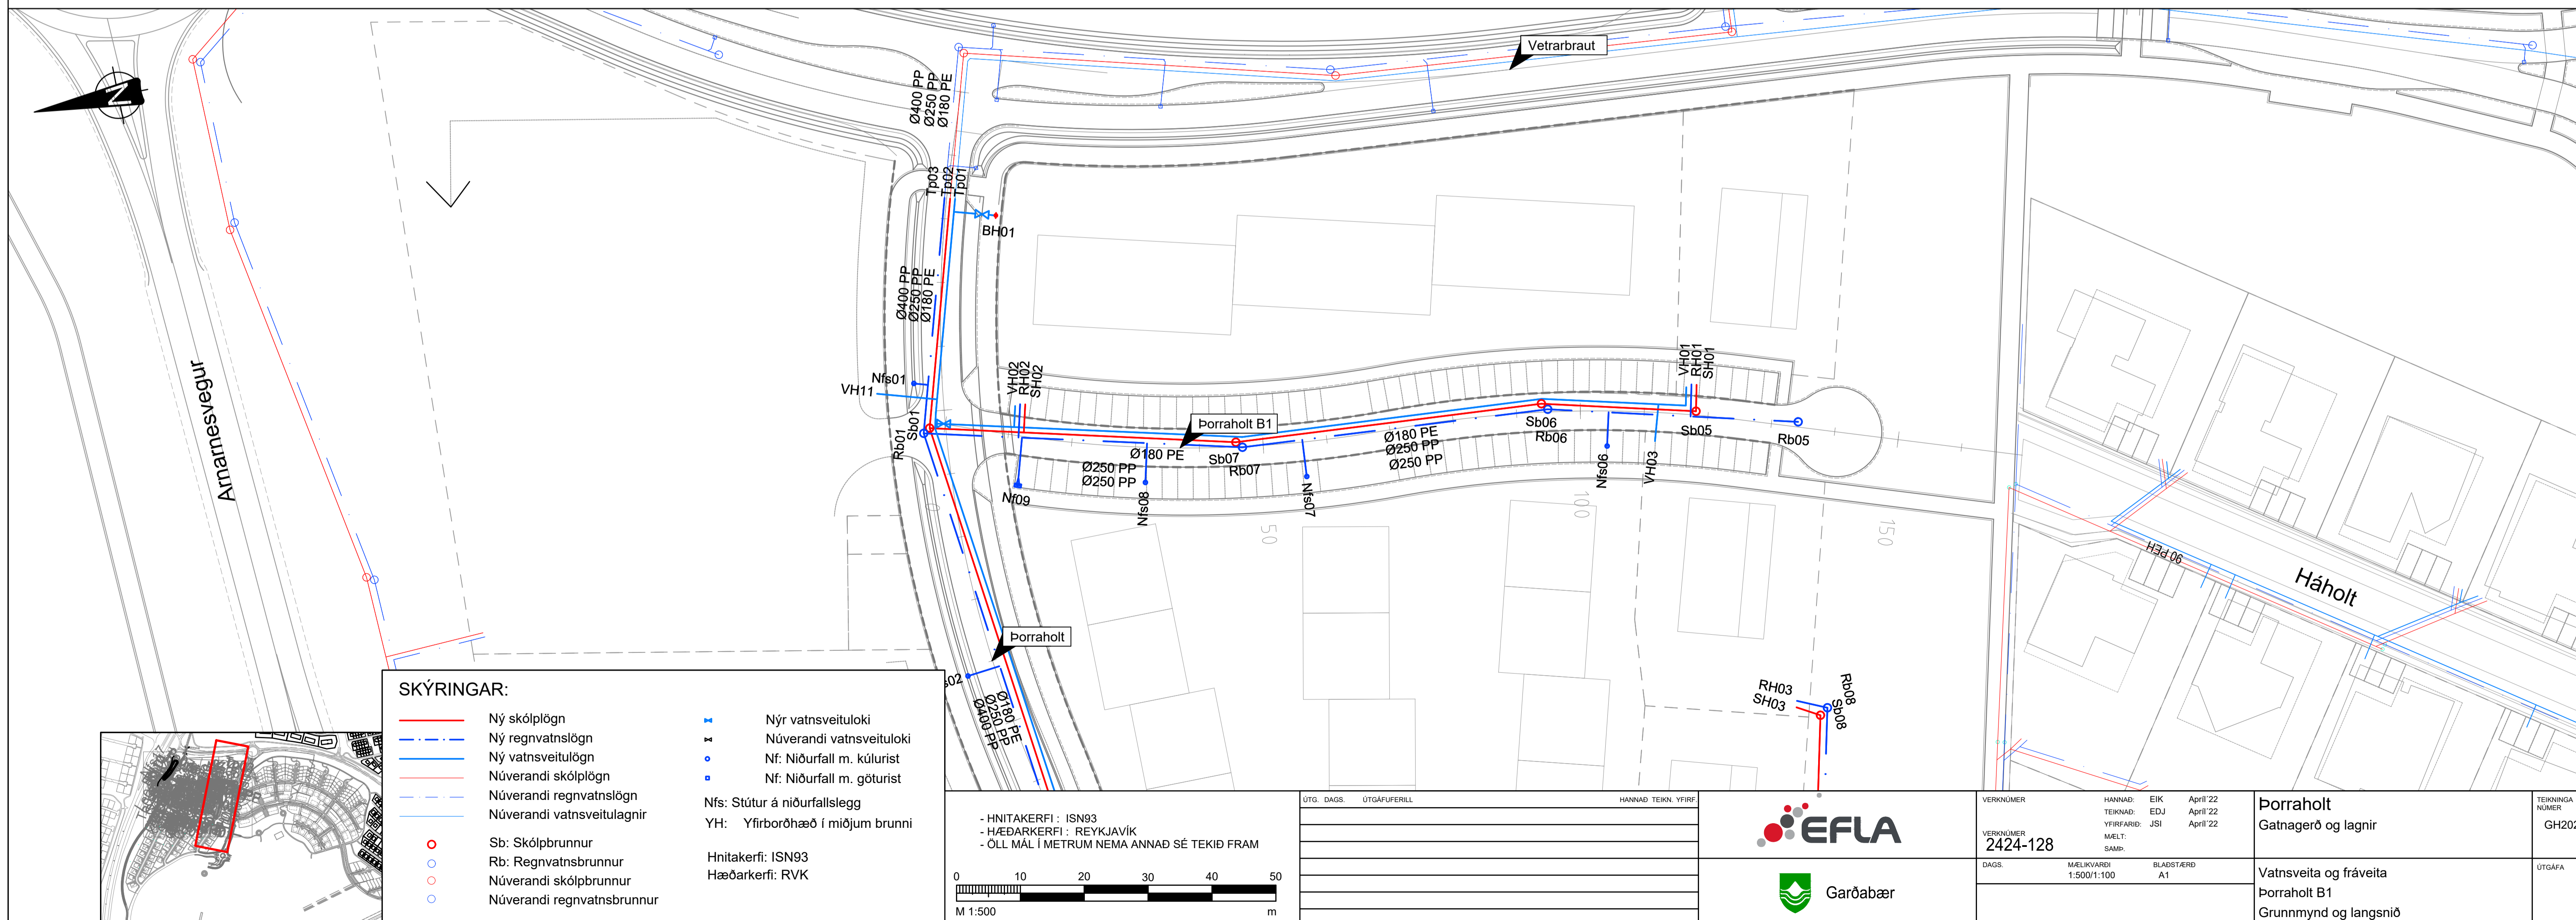 Vetrarbraut
N
Ø400 PP
Ø250 PP
Ø180 PE
Tp03
Tp02
Tp01
BH01
Ø400 PP
Ø250 PP
Ø180 PE
Nfs01
VH11
Arnarnesvegur
Rb01
Sb01
VH02
RH02
SH02
Þorraholt B1
Ø180 PE
Ø250 PP
Ø250 PP
Sb07
Rb07
Nf09
Nfs08
Nfs07
Ø180 PE
Ø250 PP
Ø250 PP
Sb06
Rb06
VH01
RH01
SH01
Sb05
Rb05
Nfs06
VH03
0
50
100
150
90 PEH
Háholt
Þorraholt
s02
Ø180 PE
Ø250 PP
Ø400 PP
RH03
SH03
Rb08
Sb08
SKÝRINGAR:
Ný skólplögn
Ný regnvatnslögn
Ný vatnsveitulögn
Núverandi skólplögn
Núverandi regnvatnslögn
Núverandi vatnsveitulagnir
Sb: Skólpbrunnur
Rb: Regnvatnsbrunnur
Núverandi skólpbrunnur
Núverandi regnvatnsbrunnur
Nýr vatnsveituloki
Núverandi vatnsveituloki
Nf: Niðurfall m. kúlurist
Nf: Niðurfall m. göturist
Nfs: Stútur á niðurfallslegg
YH: Yfirborðhæð í miðjum brunni
Hnitakerfi: ISN93
Hæðarkerfi: RVK
- HNITAKERFI : ISN93
- HÆÐARKERFI : REYKJAVÍK
- ÖLL MÁL Í METRUM NEMA ANNAÐ SÉ TEKIÐ FRAM
0 10 20 30 40 50
M 1:500 m
ÚTG. DAGS. ÚTGÁFUFERILL HANNAÐ TEIKN. YFIRF.
EFLA
Garðabær
VERKNÚMER
VERKNÚMER
2424-128
HANNAÐ: EIK Apríl´22
TEIKNAÐ: EDJ Apríl´22
YFIRFARIÐ: JSI Apríl´22
MÆLT:
SAMÞ.
DAGS. MÆLIKVARÐI BLAÐSTÆRÐ
1:500/1:100 A1
Þorraholt
Gatnagerð og lagnir
Vatnsveita og fráveita
Þorraholt B1
Grunnmynd og langsnið
TEIKNINGA
NÚMER
GH202
ÚTGÁFA